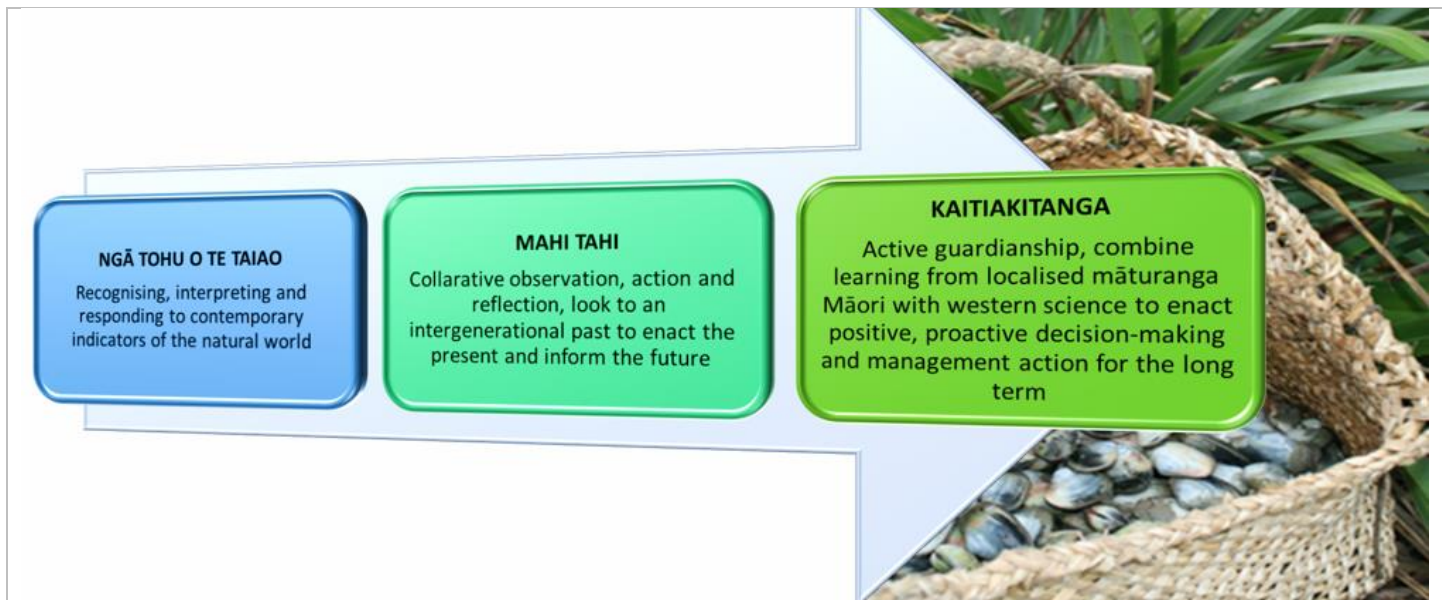 NGĀ TOHU O TE TAIAO
Recognising, interpreting and
responding to contemporary
indicators of the natural world
MAHI TAHI
Collarative observation, action and
reflection, look to an
intergenerational past to enact the
present and inform the future
KAITIAKITANGA
Active guardianship, combine
learning from localised māturanga
Māori with western science to enact
positive, proactive decision-making
and management action for the long
term